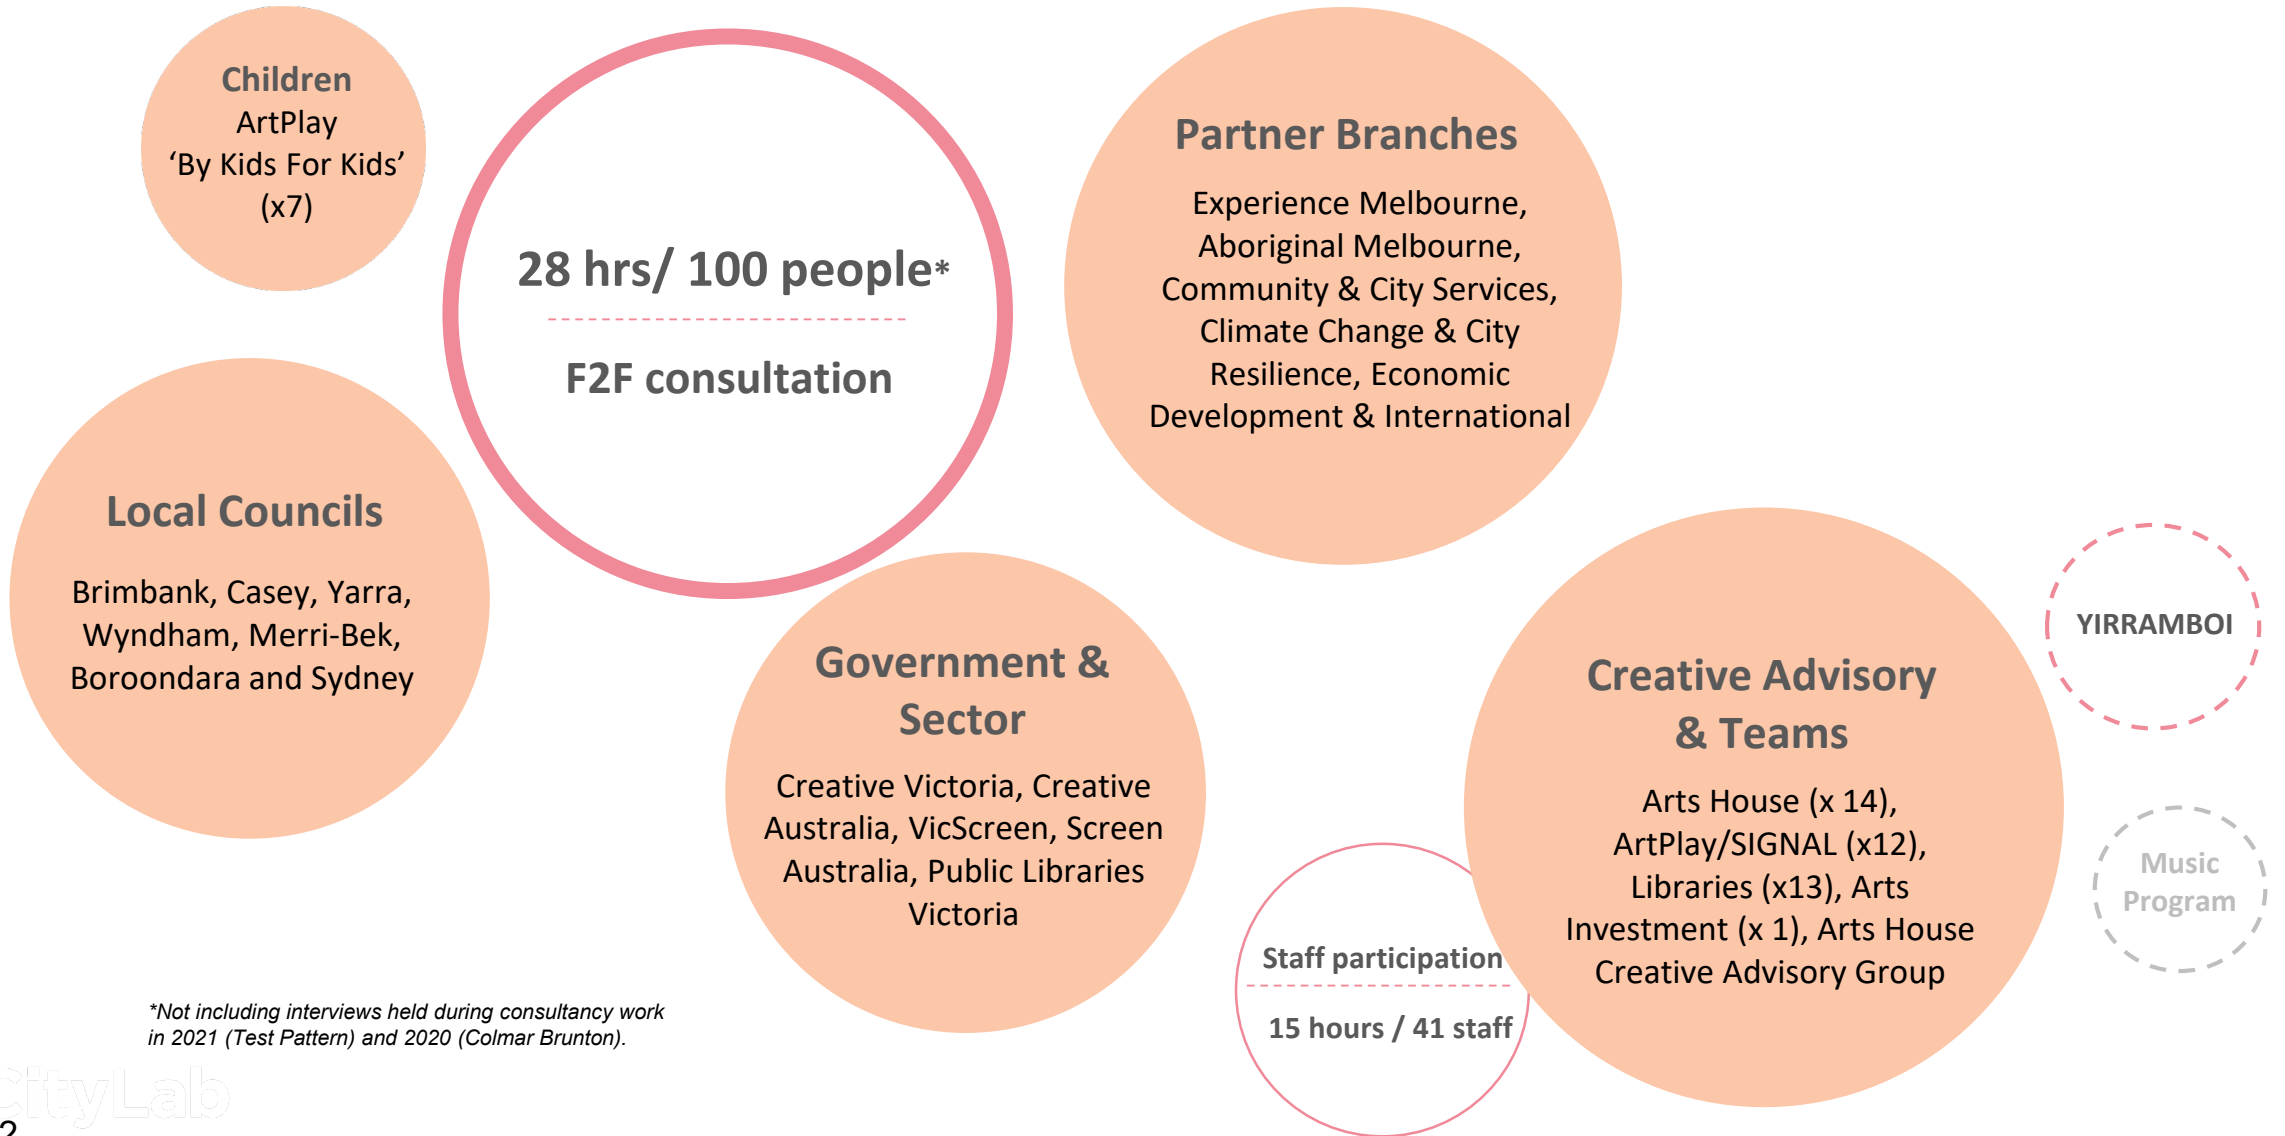 Children
ArtPlay
‘By Kids For Kids’
(x7)
28 hrs/ 100 people*
F2F consultation
Partner Branches
Experience Melbourne,
Aboriginal Melbourne,
Community & City Services,
Climate Change & City
Resilience, Economic
Development & International
Local Councils
Brimbank, Casey, Yarra,
Wyndham, Merri-Bek,
Boroondara and Sydney
Government &
Sector
Creative Victoria, Creative
Australia, VicScreen, Screen
Australia, Public Libraries
Victoria
Creative Advisory
& Teams
Arts House (x 14),
ArtPlay/SIGNAL (x12),
Libraries (x13), Arts
Investment (x 1), Arts House
Creative Advisory Group
YIRRAMBOI
Music
Program
Staff participation
15 hours / 41 staff
*Not including interviews held during consultancy work
in 2021 (Test Pattern) and 2020 (Colmar Brunton).
CityLab
2